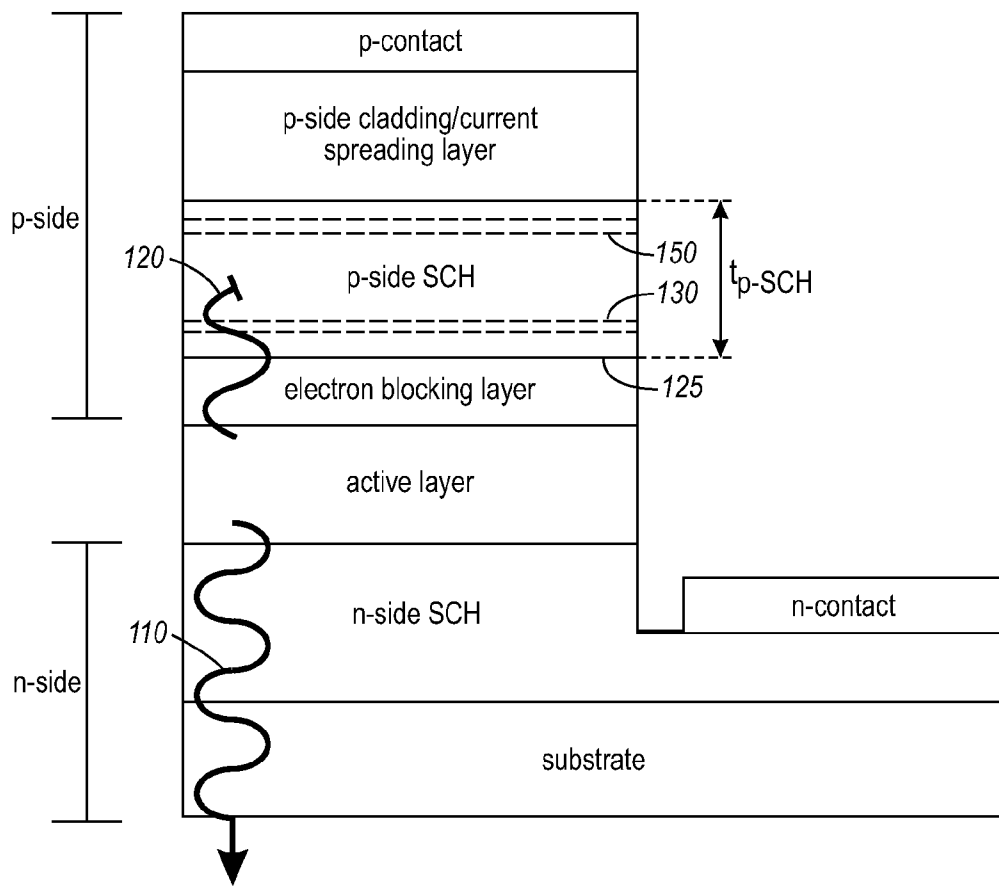 p-contact
p-side cladding/current
spreading layer
p-side
120
150
p-side SCH
tp-SCH
130
electron blocking layer
125
active layer
n-side SCH
n-contact
110
n-side
substrate